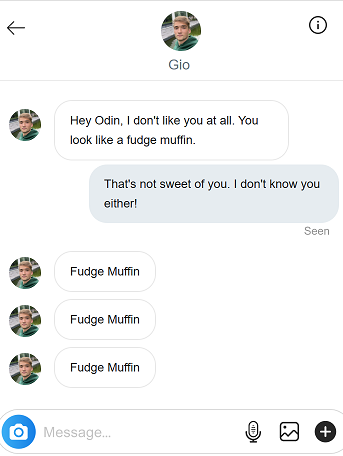 Gio
Hey Odin, I don't like you at all. You
look like a fudge muffin.
That's not sweet of you. I don't know you
either!
Seen
Fudge Muffin
Fudge Muffin
Fudge Muffin
Message...